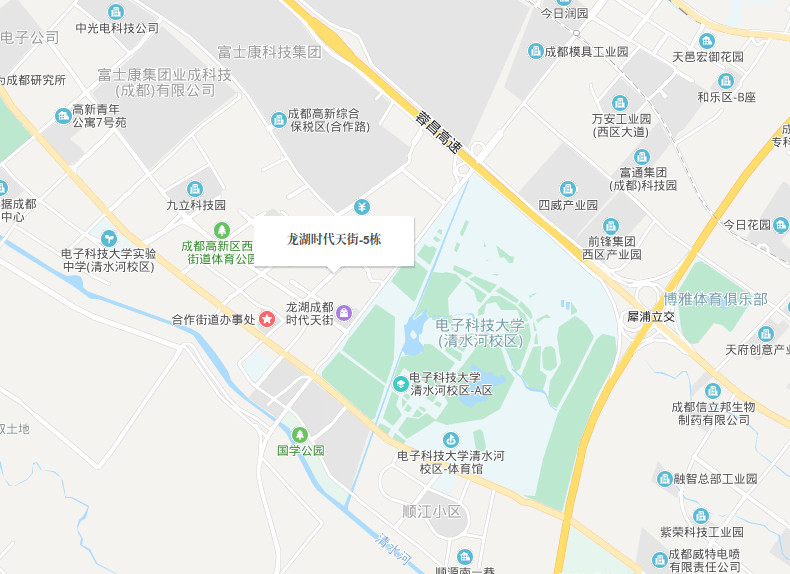 今日润园
中光电科技公司
电子公司
富士康科技集团
成都模具工业园
天邑宏御花园
成都研究所
富士康集团业成科技
(成都)有限公司
和乐区-B座
高新青年
公寓7号苑
成都高新综合
保税区(合作路)
蓉昌高速
万安工业园
(西区大道)
富通集团
(成都)科技园
九立科技园
四威产业园
据成都
中心
今日花园
前锋集团
西区产业园
成都高新区西
街道体育公园
龙湖时代天街-5栋
电子科技大学实验
中学(清水河校区)
博雅体育俱乐部
龙湖成都
时代天街
合作街道办事处
犀浦立交
电子科技大学
(清水河校区)
天府创意产业
电子科技大学
清水河校区-A区
成都信立邦生物
制药有限公司
土地
国学公园
电子科技大学清水河
校区-体育馆
融智总部工业园
顺江小区
紫荣科技工业园
清水河
成都威特电喷
有限责任公司
顺源南一巷